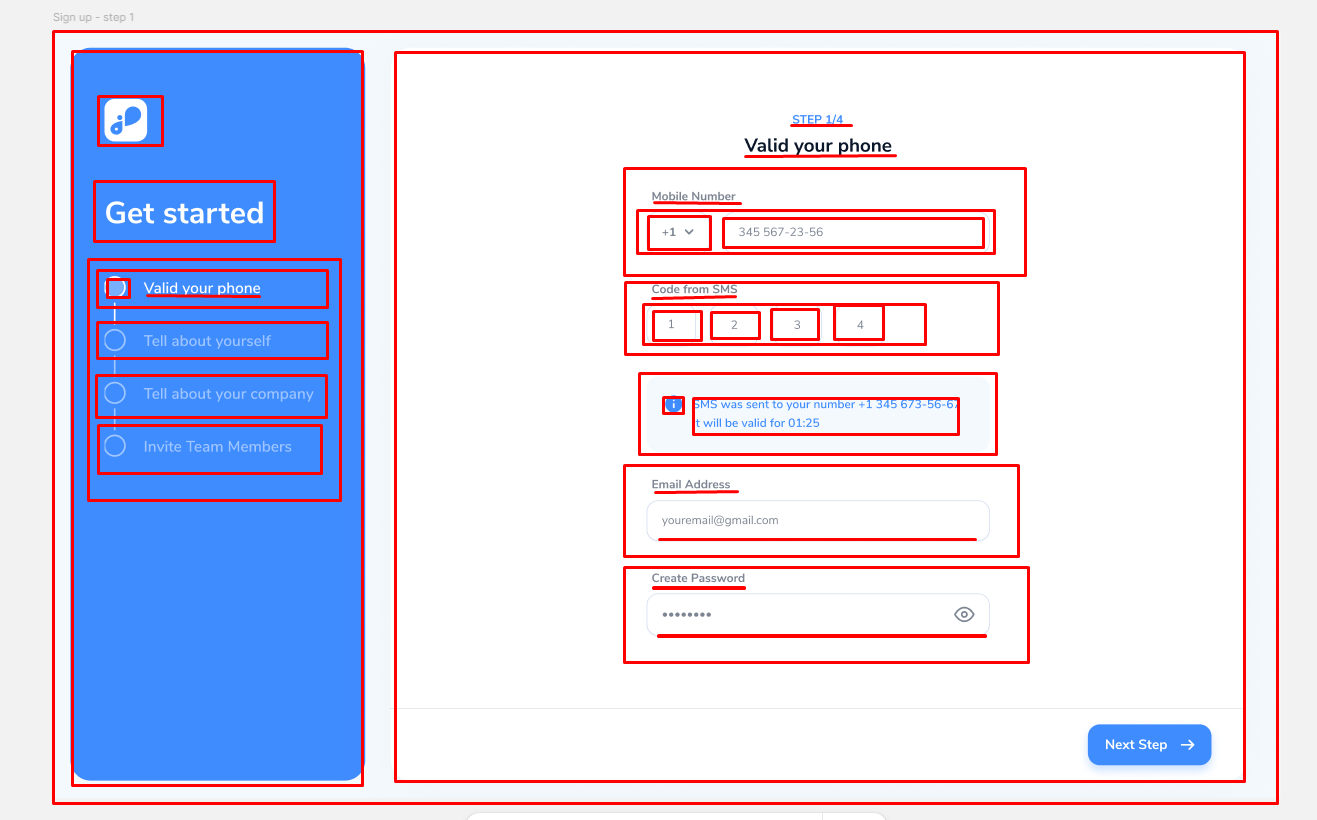 Sign up - step 1
Get started
Valid your phone
Tell about yourself
Tell about your company
Invite Team Members
STEP 1/4
Valid your phone
Mobile Number
+1 345 567-23-56
Code from SMS
1 2 3 4
SMS was sent to your number +1 345 673-56-67
t will be valid for 01:25
Email Address
youremail@gmail.com
Create Password
••••••••
Next Step →